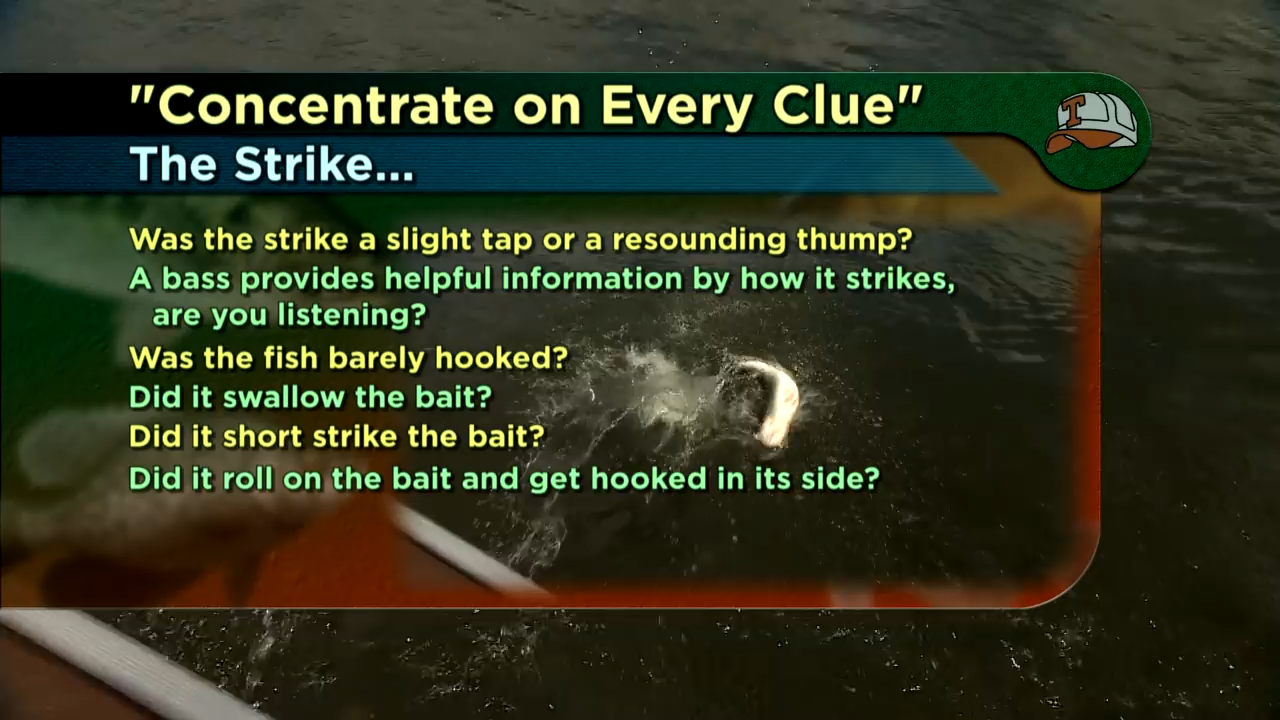 "Concentrate on Every Clue"
T
The Strike...
Was the strike a slight tap or a resounding thump?
A bass provides helpful information by how it strikes,
are you listening?
Was the fish barely hooked?
Did it swallow the bait?
Did it short strike the bait?
Did it roll on the bait and get hooked in its side?